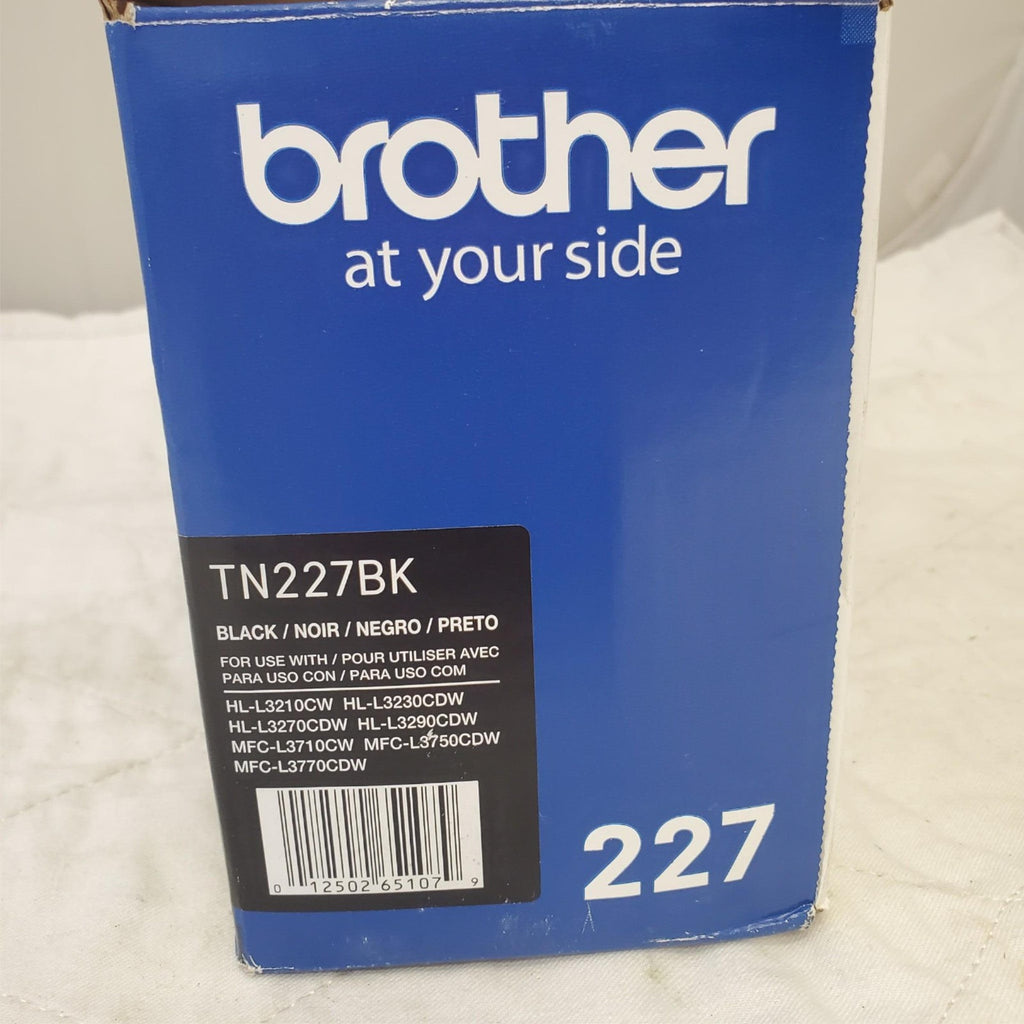 brother
at your side
TN227BK
BLACK / NOIR / NEGRO / PRETO
FOR USE WITH / POUR UTILISER AVEC
PARA USO CON / PARA USO COM
HL-L3210CW HL-L3230CDW
HL-L3270CDW HL-L3290CDW
MFC-L3710CW MFC-L3750CDW
MFC-L3770CDW
0 12502 65107 9
227